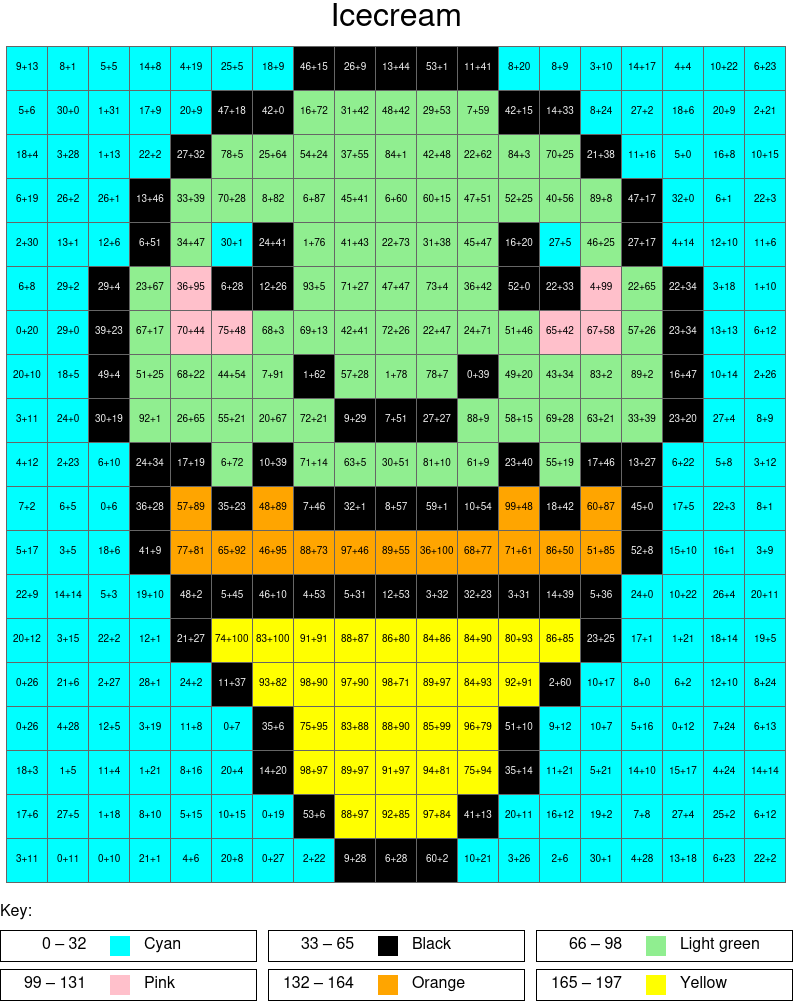 Icecream
9+13 8+1 5+5 14+8 4+19 25+5 18+9 46+15 26+9 13+44 53+1 11+41 8+20 8+9 3+10 14+17 4+4 10+22 6+23
5+6 30+0 1+31 17+9 20+9 47+18 42+0 16+72 31+42 48+42 29+53 7+59 42+15 14+33 8+24 27+2 18+6 20+9 2+21
18+4 3+28 1+13 22+2 27+32 78+5 25+64 54+24 37+55 84+1 42+48 22+62 84+3 70+25 21+38 11+16 5+0 16+8 10+15
6+19 26+2 26+1 13+46 33+39 70+28 8+82 6+87 45+41 6+60 60+15 47+51 52+25 40+56 89+8 47+17 32+0 6+1 22+3
2+30 13+1 12+6 6+51 34+47 30+1 24+41 1+76 41+43 22+73 31+38 45+47 16+20 27+5 46+25 27+17 4+14 12+10 11+6
6+8 29+2 29+4 23+67 36+95 6+28 12+26 93+5 71+27 47+47 73+4 36+42 52+0 22+33 4+99 22+65 22+34 3+18 1+10
0+20 29+0 39+23 67+17 70+44 75+48 68+3 69+13 42+41 72+26 22+47 24+71 51+46 65+42 67+58 57+26 23+34 13+13 6+12
20+10 18+5 49+4 51+25 68+22 44+54 7+91 1+62 57+28 1+78 78+7 0+39 49+20 43+34 83+2 89+2 16+47 10+14 2+26
3+11 24+0 30+19 92+1 26+65 55+21 20+67 72+21 9+29 7+51 27+27 88+9 58+15 69+28 63+21 33+39 23+20 27+4 8+9
4+12 2+23 6+10 24+34 17+19 6+72 10+39 71+14 63+5 30+51 81+10 61+9 23+40 55+19 17+46 13+27 6+22 5+8 3+12
7+2 6+5 0+6 36+28 57+89 35+23 48+89 7+46 32+1 8+57 59+1 10+54 99+48 18+42 60+87 45+0 17+5 22+3 8+1
5+17 3+5 18+6 41+9 77+81 65+92 46+95 88+73 97+46 89+55 36+100 68+77 71+61 86+50 51+85 52+8 15+10 16+1 3+9
22+9 14+14 5+3 19+10 48+2 5+45 46+10 4+53 5+31 12+53 3+32 32+23 3+31 14+39 5+36 24+0 10+22 26+4 20+11
20+12 3+15 22+2 12+1 21+27 74+100 83+100 91+91 88+87 86+80 84+86 84+90 80+93 86+85 23+25 17+1 1+21 18+14 19+5
0+26 21+6 2+27 28+1 24+2 11+37 93+82 98+90 97+90 98+71 89+97 84+93 92+91 2+60 10+17 8+0 6+2 12+10 8+24
0+26 4+28 12+5 3+19 11+8 0+7 35+6 75+95 83+88 88+90 85+99 96+79 51+10 9+12 10+7 5+16 0+12 7+24 6+13
18+3 1+5 11+4 1+21 8+16 20+4 14+20 98+97 89+97 91+97 94+81 75+94 35+14 11+21 5+21 14+10 15+17 4+24 14+14
17+6 27+5 1+18 8+10 5+15 10+15 0+19 53+6 88+97 92+85 97+84 41+13 20+11 16+12 19+2 7+8 27+4 25+2 6+12
3+11 0+11 0+10 21+1 4+6 20+8 0+27 2+22 9+28 6+28 60+2 10+21 3+26 2+6 30+1 4+28 13+18 6+23 22+2
Key:
0 – 32 Cyan 33 – 65 Black 66 – 98 Light green
99 – 131 Pink 132 – 164 Orange 165 – 197 Yellow